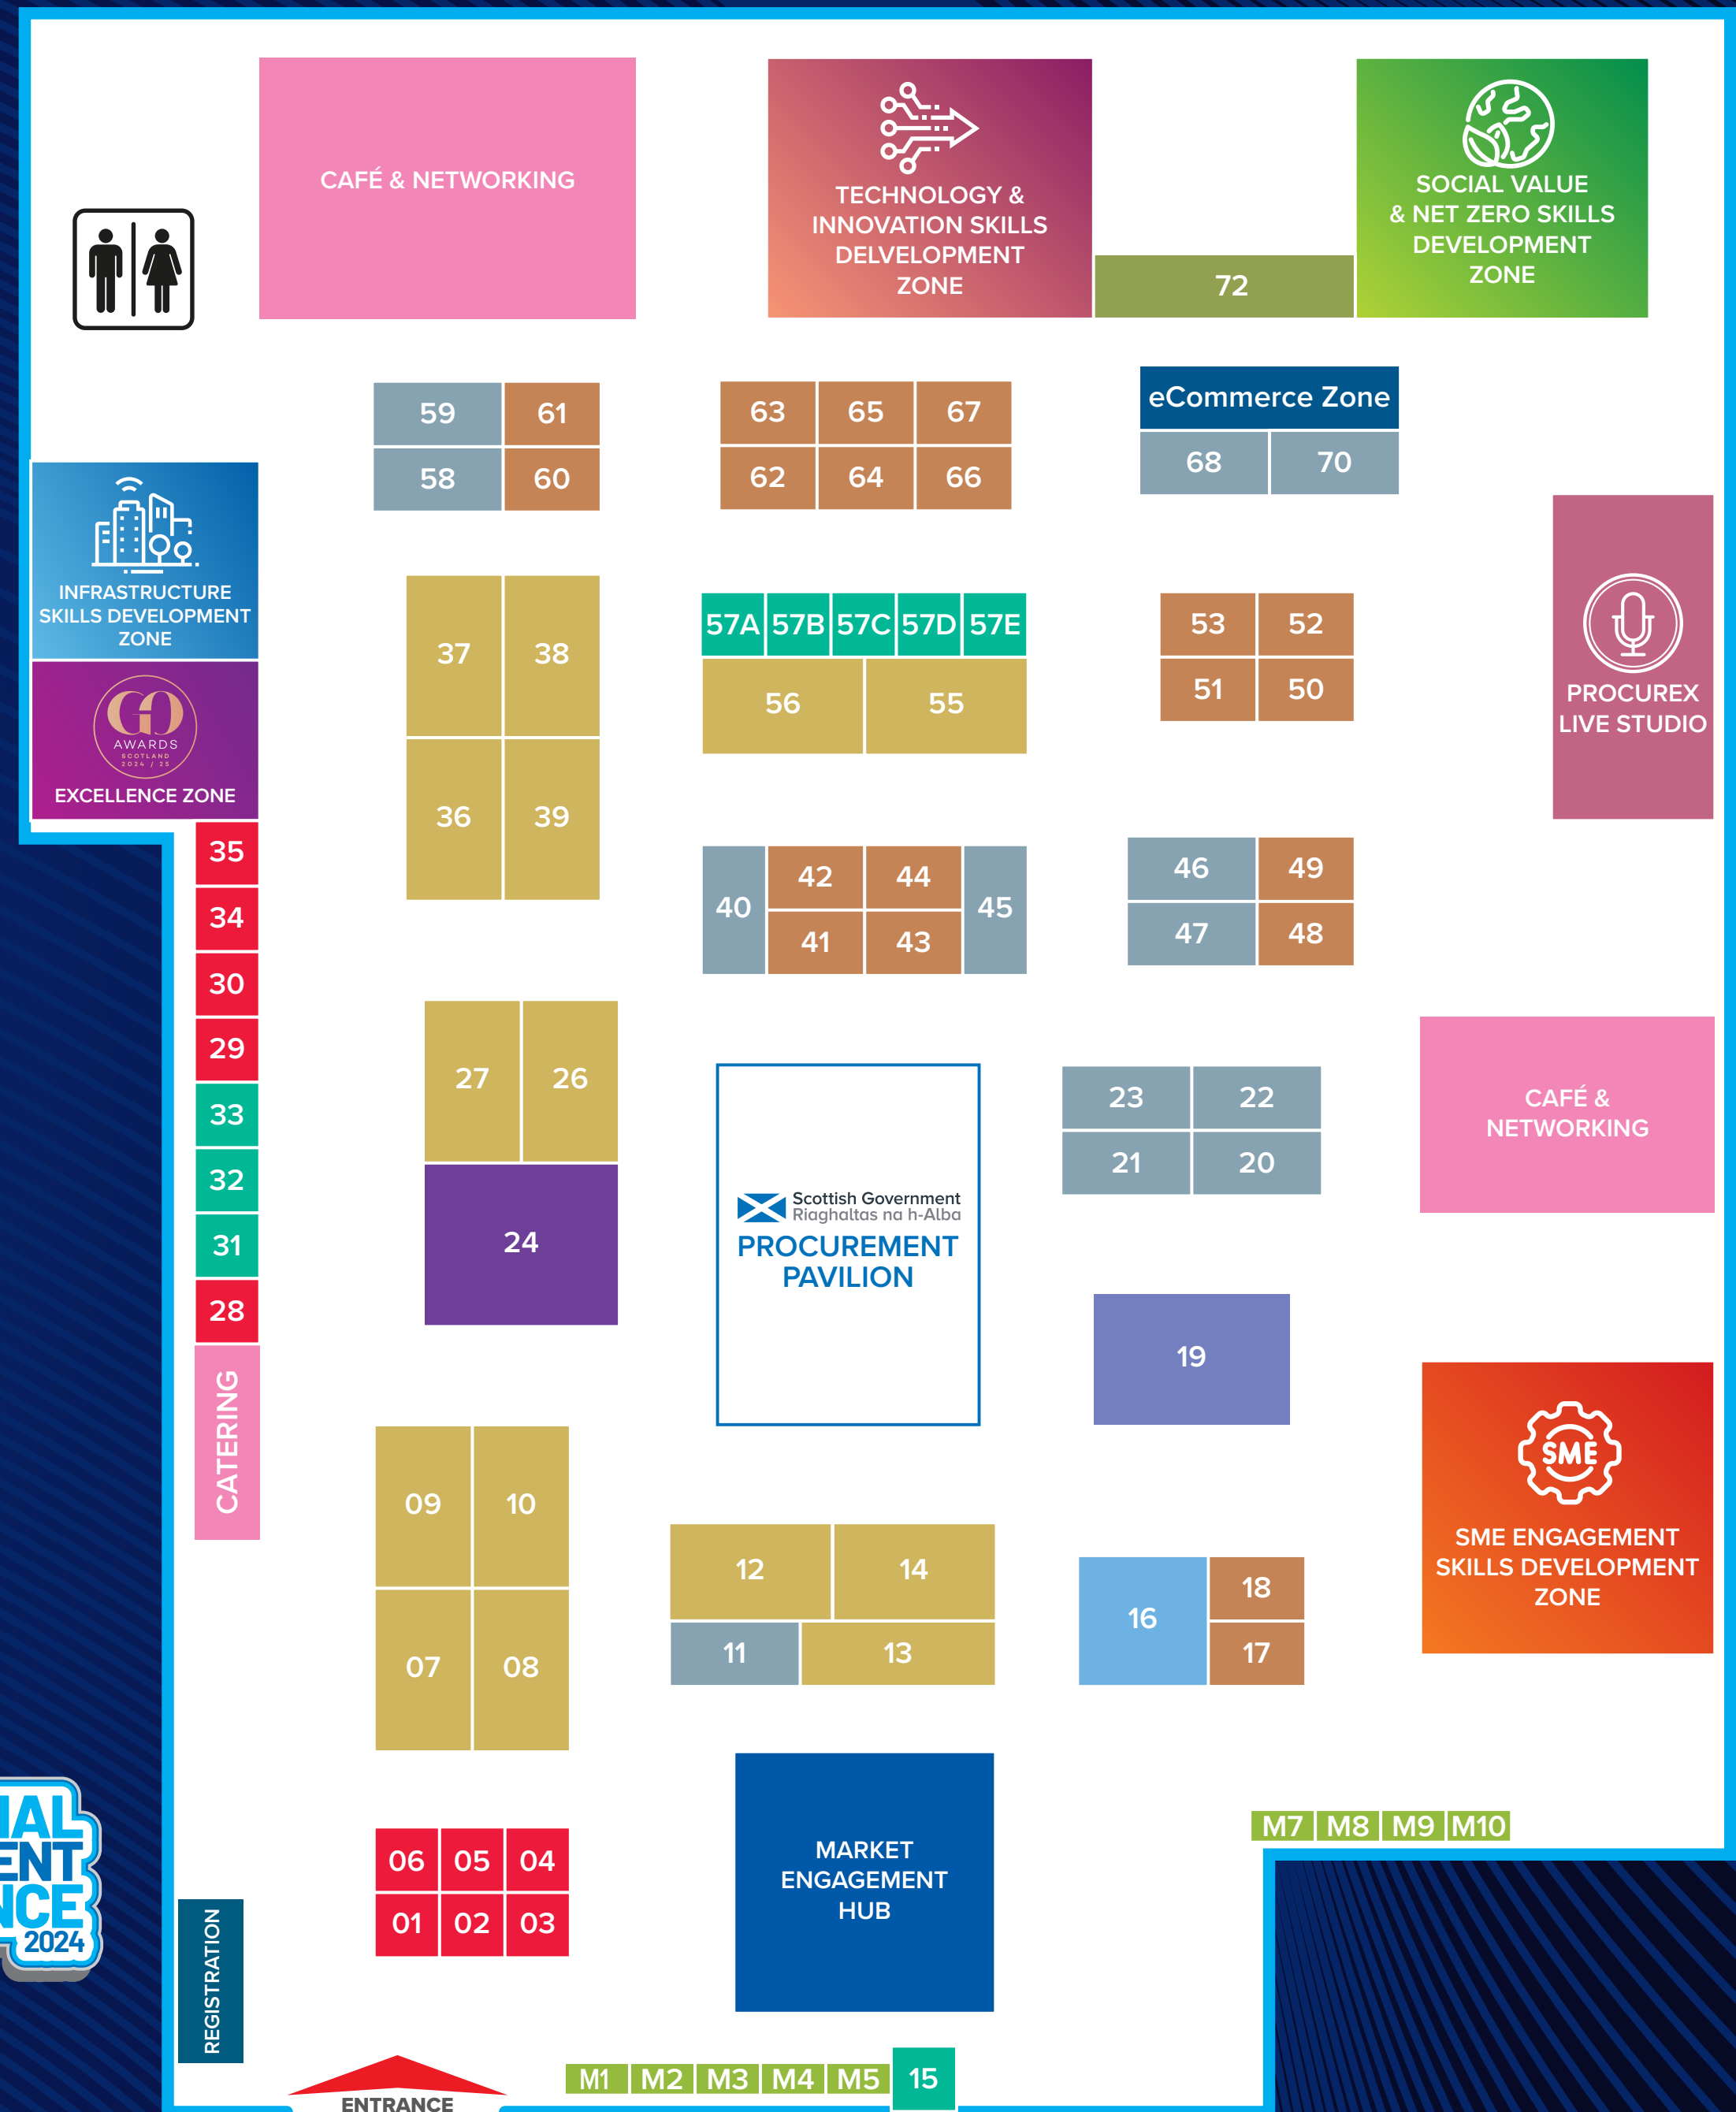 CAFÉ & NETWORKING
TECHNOLOGY &
INNOVATION SKILLS
DELVELOPMENT
ZONE
72
SOCIAL VALUE
& NET ZERO SKILLS
DEVELOPMENT
ZONE
59
61
58
60
63
65
67
62
64
66
eCommerce Zone
68
70
INFRASTRUCTURE
SKILLS DEVELOPMENT
ZONE
GO
AWARDS
SCOTLAND
2024 / 25
EXCELLENCE ZONE
37
38
36
39
57A
57B
57C
57D
57E
56
55
53
52
51
50
PROCUREX
LIVE STUDIO
35
34
30
29
33
32
31
28
CATERING
40
42
44
45
41
43
46
49
47
48
27
26
24
Scottish Government
Riaghaltas na h-Alba
PROCUREMENT
PAVILION
23
22
21
20
CAFÉ &
NETWORKING
19
SME
SME ENGAGEMENT
SKILLS DEVELOPMENT
ZONE
09
10
07
08
12
14
11
13
16
18
17
06
05
04
01
02
03
MARKET
ENGAGEMENT
HUB
M7
M8
M9
M10
2024
REGISTRATION
ENTRANCE
M1
M2
M3
M4
M5
15